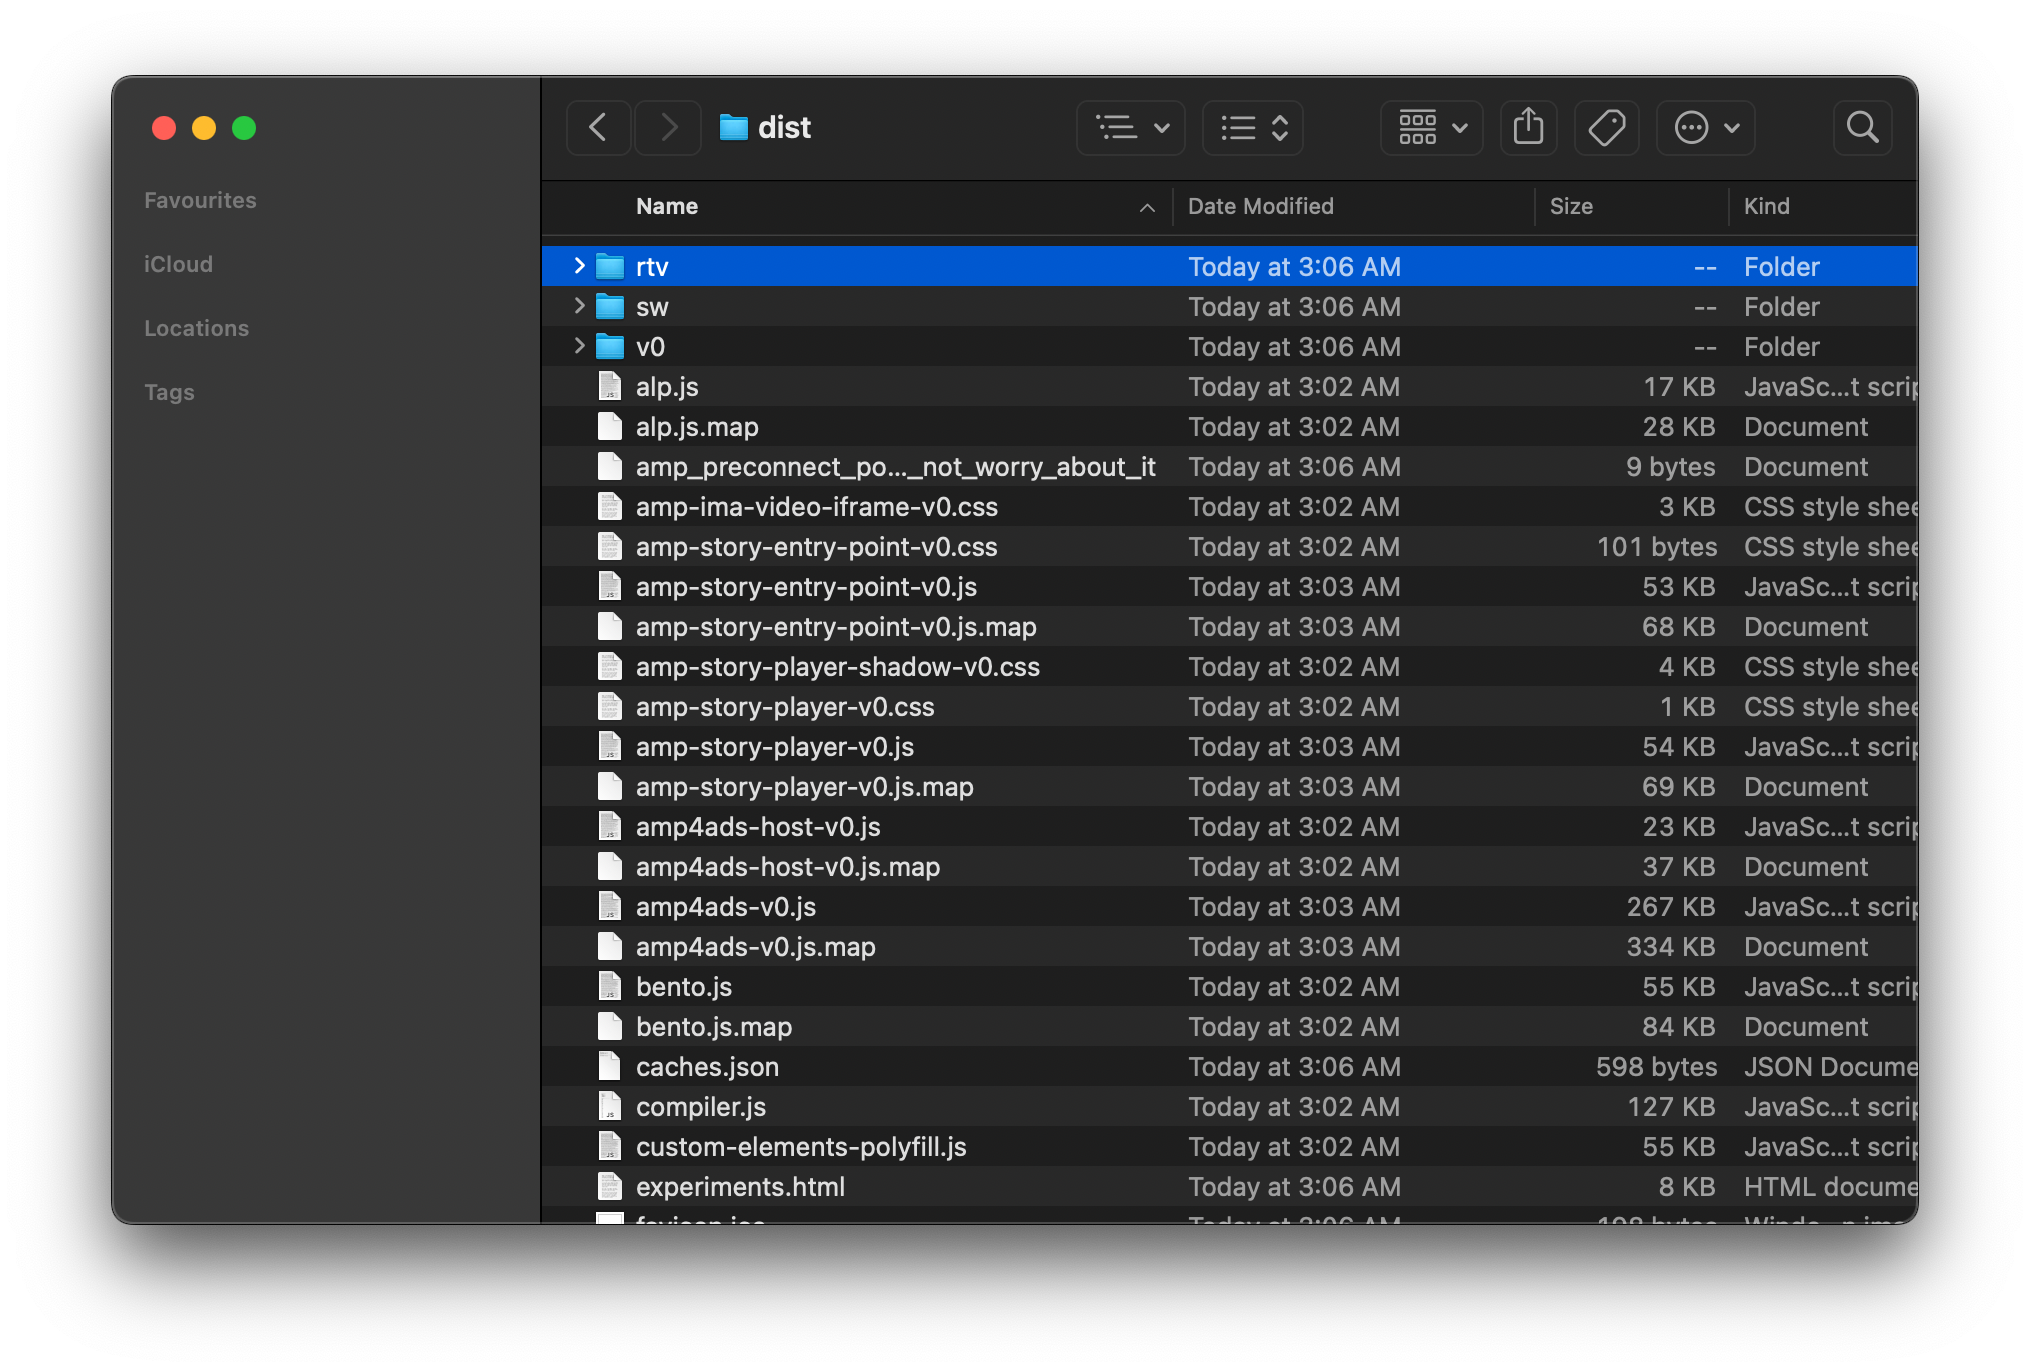 dist
Favourites
iCloud
Locations
Tags
Name Date Modified Size Kind
rtv Today at 3:06 AM -- Folder
sw Today at 3:06 AM -- Folder
v0 Today at 3:06 AM -- Folder
alp.js Today at 3:02 AM 17 KB JavaSc...t scrip
alp.js.map Today at 3:02 AM 28 KB Document
amp_preconnect_po..._not_worry_about_it Today at 3:06 AM 9 bytes Document
amp-ima-video-iframe-v0.css Today at 3:02 AM 3 KB CSS style shee
amp-story-entry-point-v0.css Today at 3:02 AM 101 bytes CSS style shee
amp-story-entry-point-v0.js Today at 3:03 AM 53 KB JavaSc...t scrip
amp-story-entry-point-v0.js.map Today at 3:03 AM 68 KB Document
amp-story-player-shadow-v0.css Today at 3:02 AM 4 KB CSS style shee
amp-story-player-v0.css Today at 3:02 AM 1 KB CSS style shee
amp-story-player-v0.js Today at 3:03 AM 54 KB JavaSc...t scrip
amp-story-player-v0.js.map Today at 3:03 AM 69 KB Document
amp4ads-host-v0.js Today at 3:02 AM 23 KB JavaSc...t scrip
amp4ads-host-v0.js.map Today at 3:02 AM 37 KB Document
amp4ads-v0.js Today at 3:03 AM 267 KB JavaSc...t scrip
amp4ads-v0.js.map Today at 3:03 AM 334 KB Document
bento.js Today at 3:02 AM 55 KB JavaSc...t scrip
bento.js.map Today at 3:02 AM 84 KB Document
caches.json Today at 3:06 AM 598 bytes JSON Docume
compiler.js Today at 3:02 AM 127 KB JavaSc...t scrip
custom-elements-polyfill.js Today at 3:02 AM 55 KB JavaSc...t scrip
experiments.html Today at 3:06 AM 8 KB HTML docume
Today at 3:06 AM